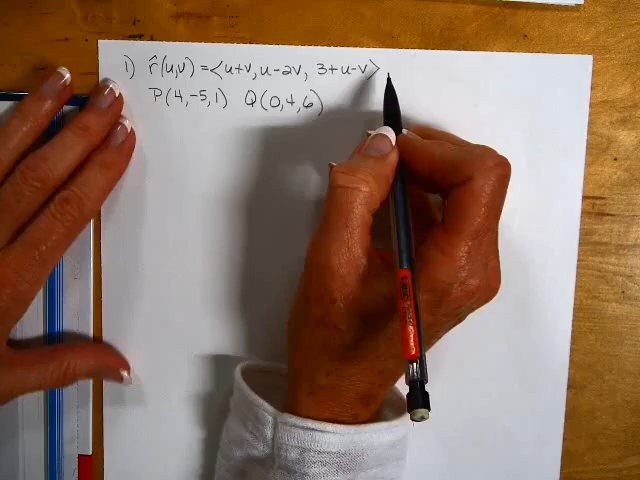 1) r̂(u,v) = <u+v, u-2v, 3+u-v>
P(4,-5,1) Q(0,4,6)